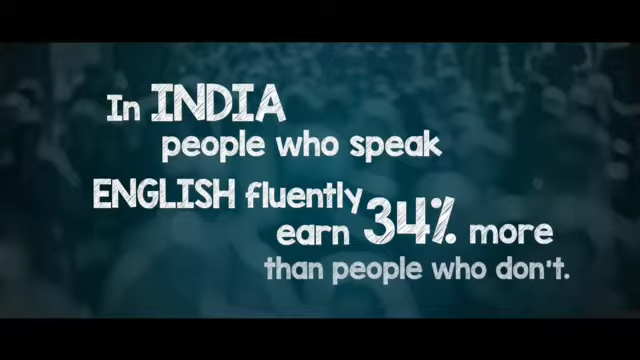 In INDIA
people who speak
ENGLISH fluently
earn 34% more
than people who don't.